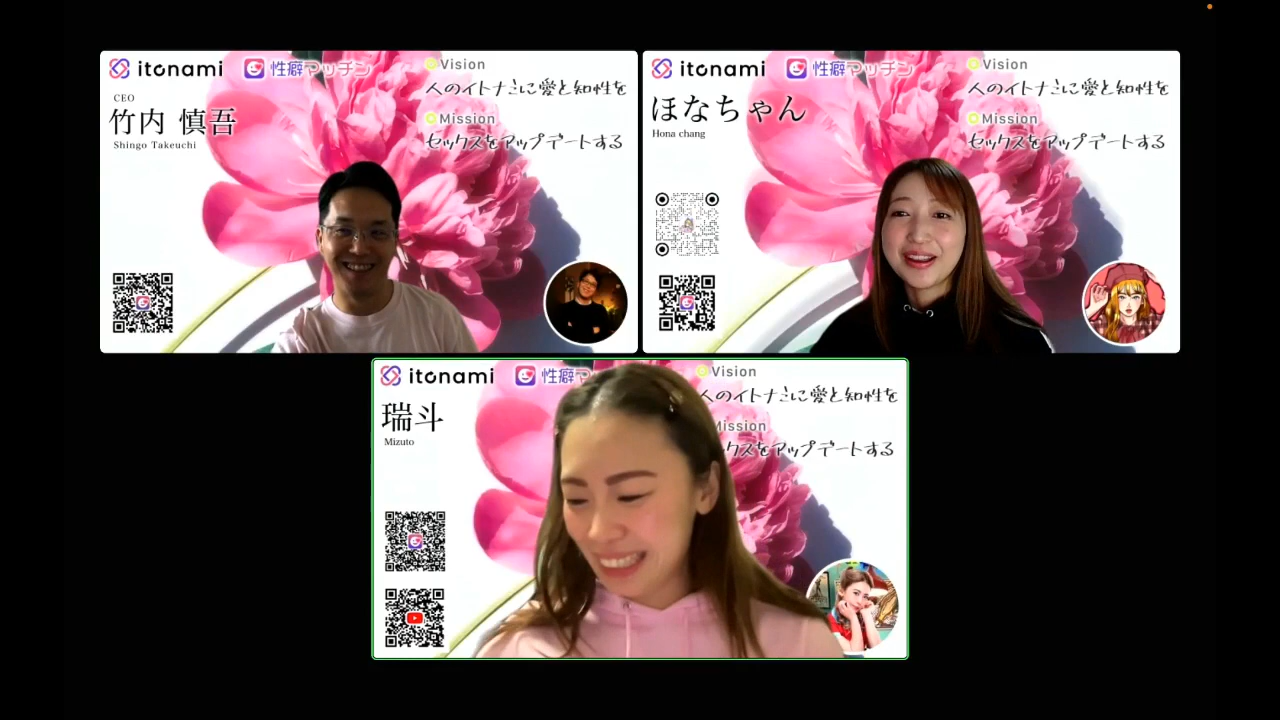 itonami 性癖マッチン
CEO
竹内 慎吾
Shingo Takeuchi
Vision
人のイトナミに愛と知性を
Mission
セックスをアップデートする
itonami 性癖マッチン
ほなちゃん
Hona chang
Vision
人のイトナミに愛と知性を
Mission
セックスをアップデートする
itonami 性癖マッ
瑞斗
Mizuto
Vision
人のイトナミに愛と知性を
Mission
クスをアップデートする